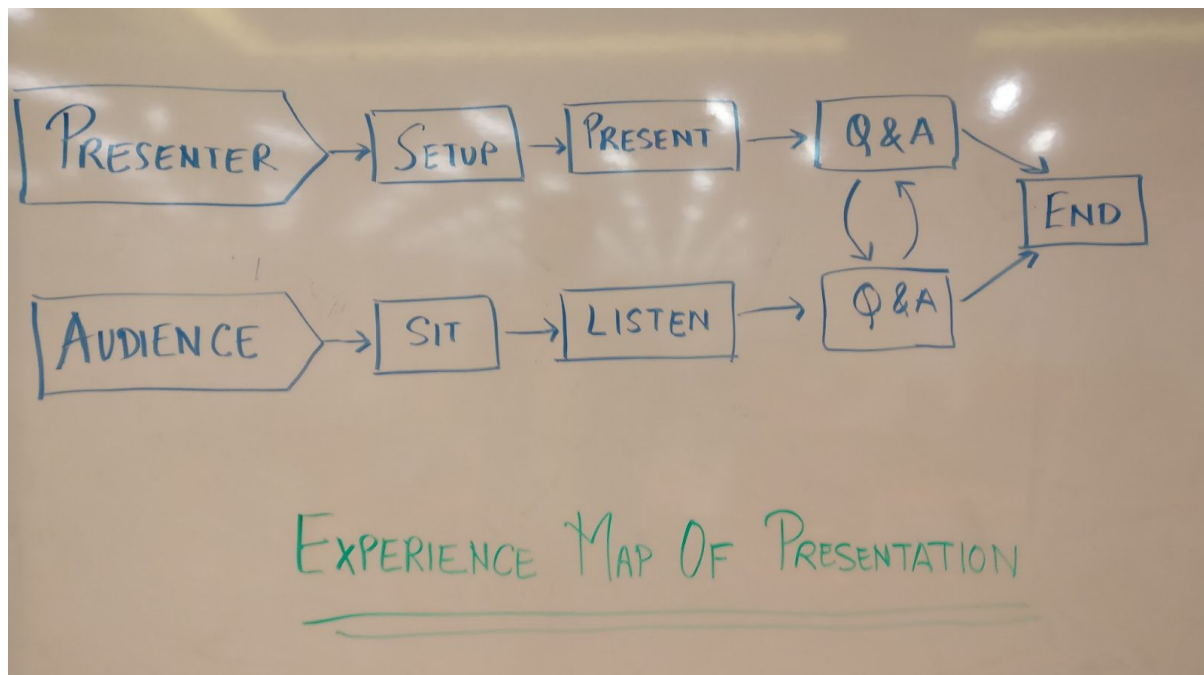 PRESENTER
SETUP
PRESENT
Q & A
END
AUDIENCE
SIT
LISTEN
Q & A
EXPERIENCE MAP OF PRESENTATION